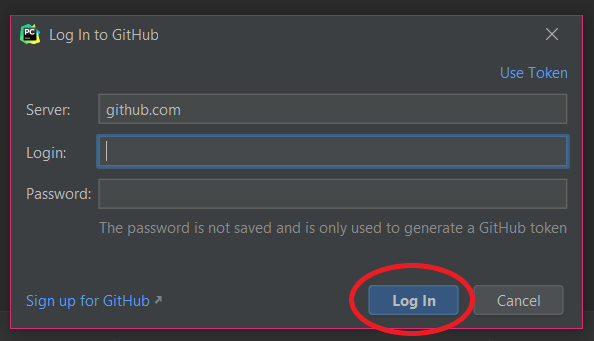 PC
Log In to GitHub
Use Token
Server: github.com
Login:
Password:
The password is not saved and is only used to generate a GitHub token
Sign up for GitHub ↗ Log In Cancel